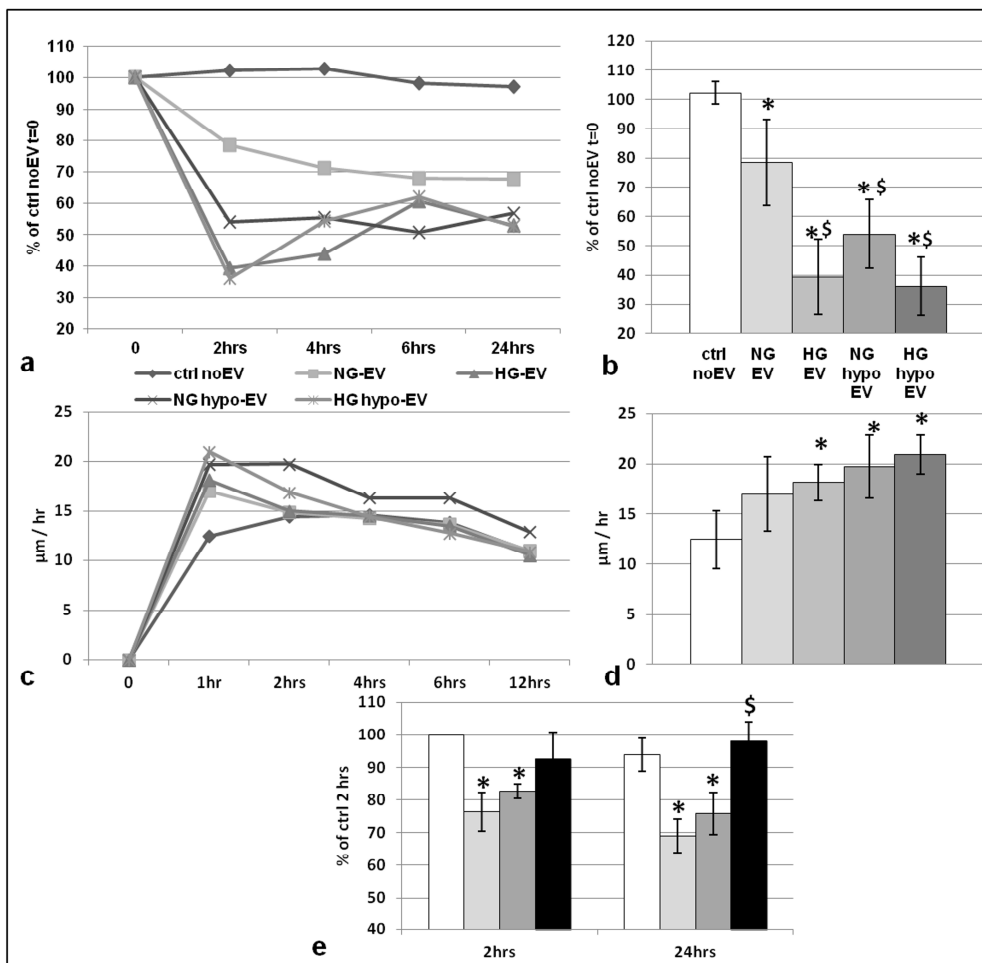 110
100
90
80
70
60
50
40
30
20
% of ctrl noEV t=0
0 2hrs 4hrs 6hrs 24hrs
a
ctrl noEV NG-EV HG-EV
NG hypo-EV HG hypo-EV
120
110
100
90
80
70
60
50
40
30
20
% of ctrl noEV t=0
*
*$
* $
*$
ctrl noEV
NG EV
HG EV
NG hypo EV
HG hypo EV
b
25
20
15
10
5
0
µm / hr
0 1hr 2hrs 4hrs 6hrs 12hrs
c
25
20
15
10
5
0
µm / hr
* * *
d
110
100
90
80
70
60
50
40
% of ctrl 2 hrs
* *
* * $
2hrs 24hrs
e